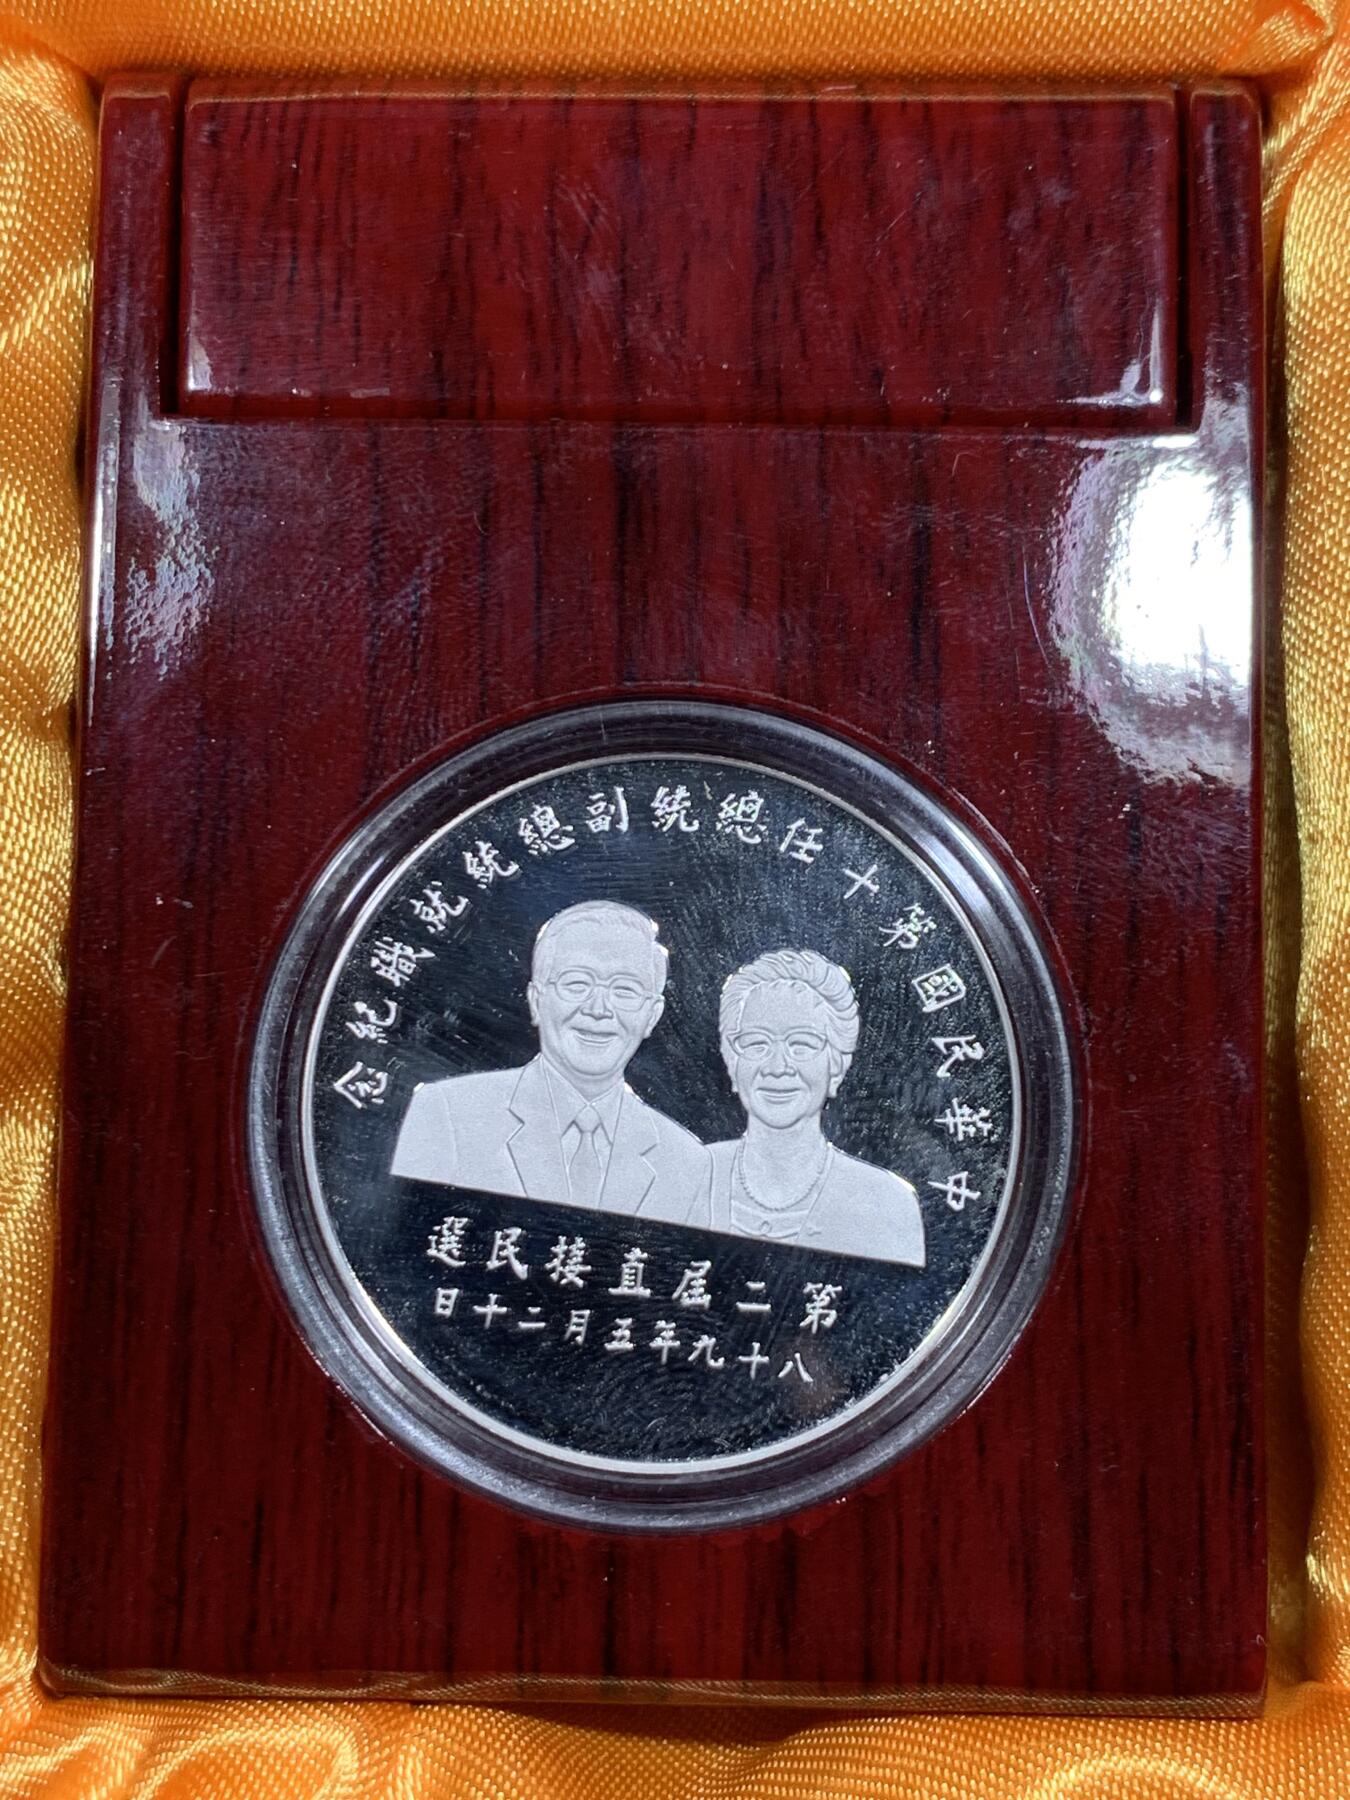 中華民國第十任總統副總統就職紀念
第二屆直接民選
八十九年五月二十日